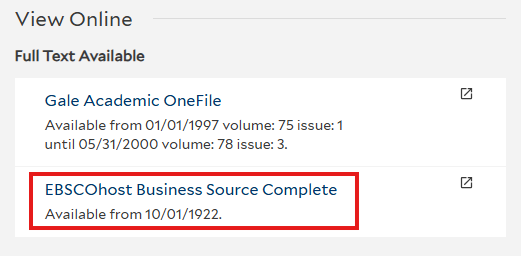 View Online
Full Text Available
Gale Academic OneFile
Available from 01/01/1997 volume: 75 issue: 1
until 05/31/2000 volume: 78 issue: 3.
EBSCOhost Business Source Complete
Available from 10/01/1922.